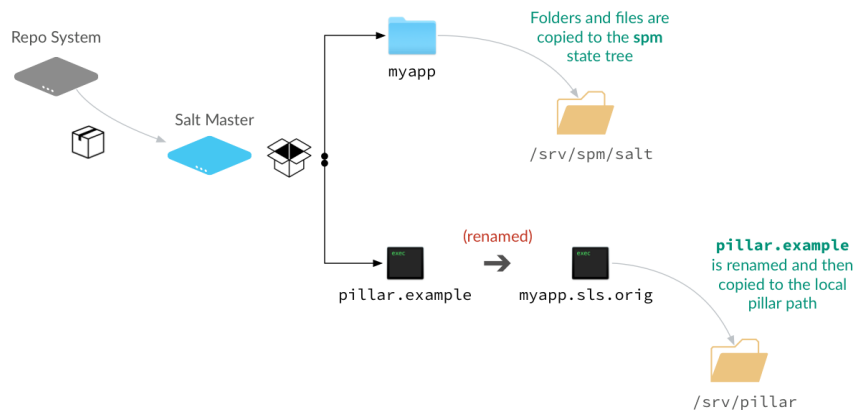 Repo System
Salt Master
myapp
Folders and files are
copied to the spm
state tree
/srv/spm/salt
exec
pillar.example
(renamed)
exec
myapp.sls.orig
pillar.example
is renamed and then
copied to the local
pillar path
/srv/pillar